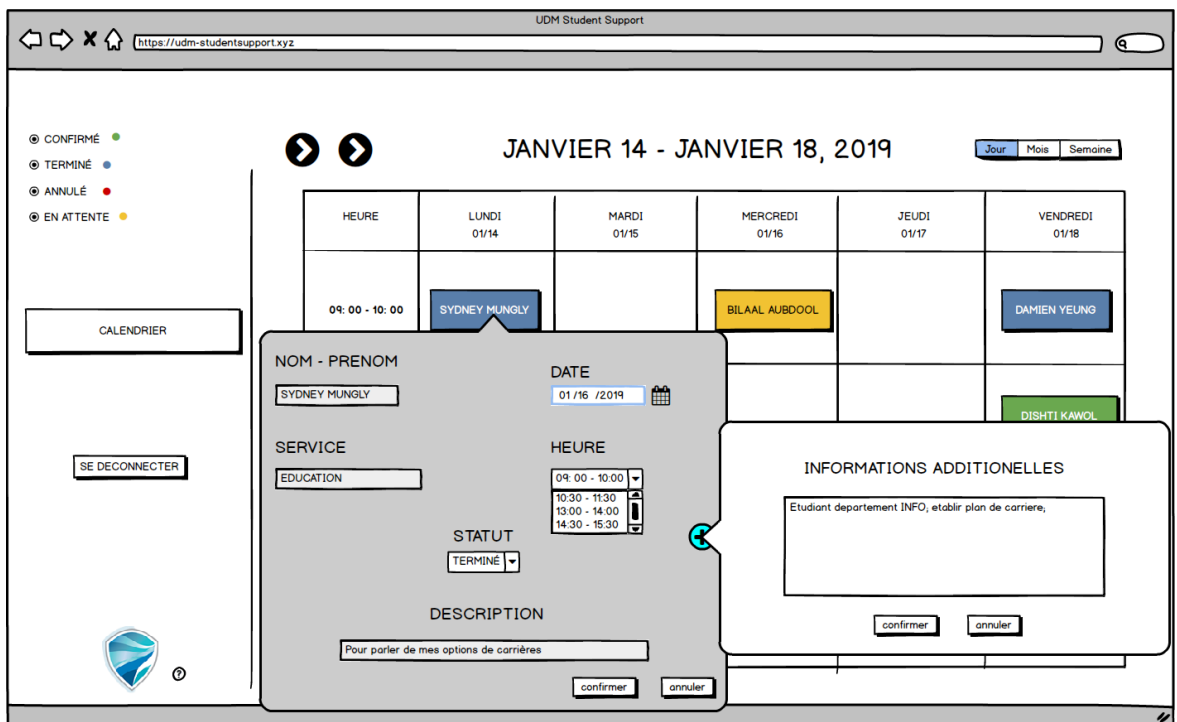 UDM Student Support
https://udm-studentsupport.xyz
CONFIRMÉ
TERMINÉ
ANNULÉ
EN ATTENTE
CALENDRIER
SE DECONNECTER
?
JANVIER 14 - JANVIER 18, 2019
Jour Mois Semaine
HEURE LUNDI MARDI MERCREDI JEUDI VENDREDI
01/14 01/15 01/16 01/17 01/18
09: 00 - 10: 00 SYDNEY MUNGLY BILAAL AUBDOOL DAMIEN YEUNG
DISHTI KAWOL
NOM - PRENOM
SYDNEY MUNGLY
DATE
01/16 /2019
SERVICE
EDUCATION
HEURE
09: 00 - 10:00
10:30 - 11:30
13:00 - 14:00
14:30 - 15:30
STATUT
TERMINÉ
DESCRIPTION
Pour parler de mes options de carrières
confirmer annuler
INFORMATIONS ADDITIONELLES
Etudiant departement INFO, etablir plan de carriere,
confirmer annuler